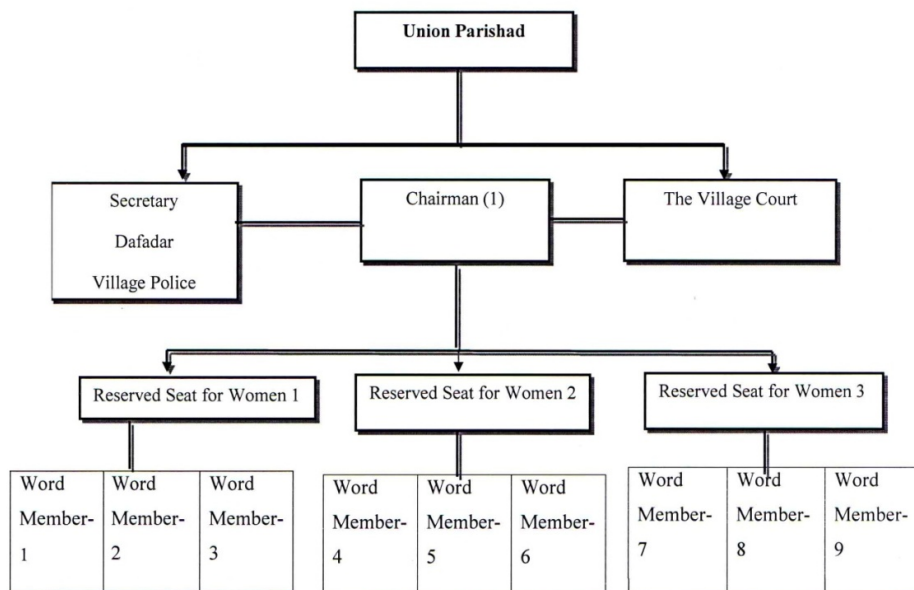 Union Parishad
Secretary
Dafadar
Village Police
Chairman (1)
The Village Court
Reserved Seat for Women 1
Reserved Seat for Women 2
Reserved Seat for Women 3
Word
Member-
1
Word
Member-
2
Word
Member-
3
Word
Member-
4
Word
Member-
5
Word
Member-
6
Word
Member-
7
Word
Member-
8
Word
Member-
9